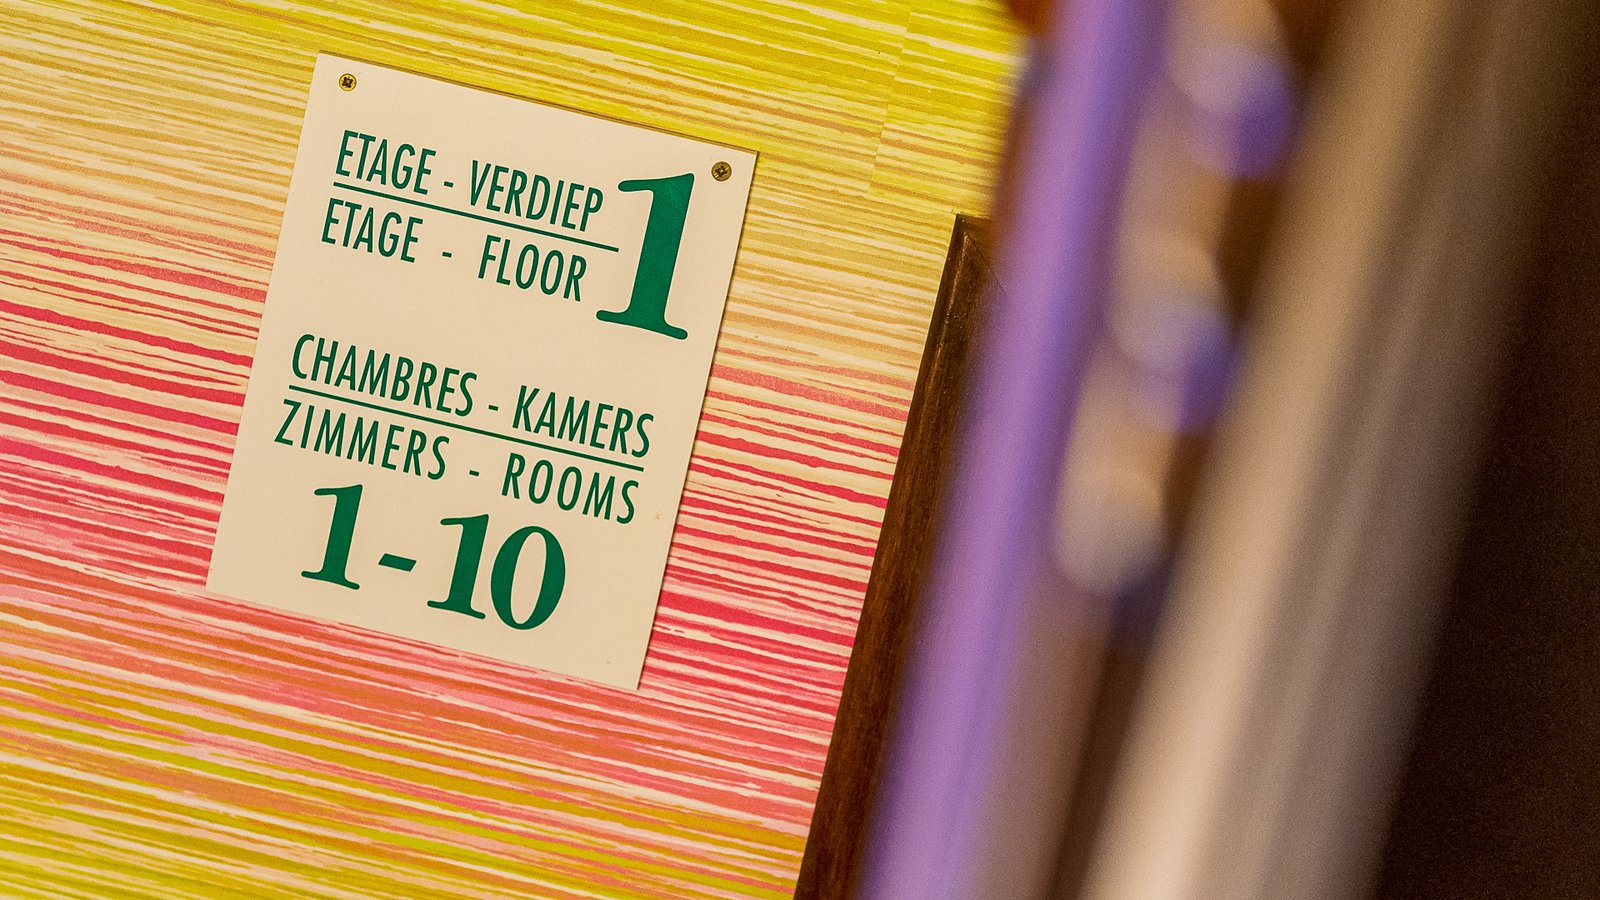 ETAGE - VERDIEP 1
ETAGE - FLOOR
CHAMBRES - KAMERS
ZIMMERS - ROOMS
1-10